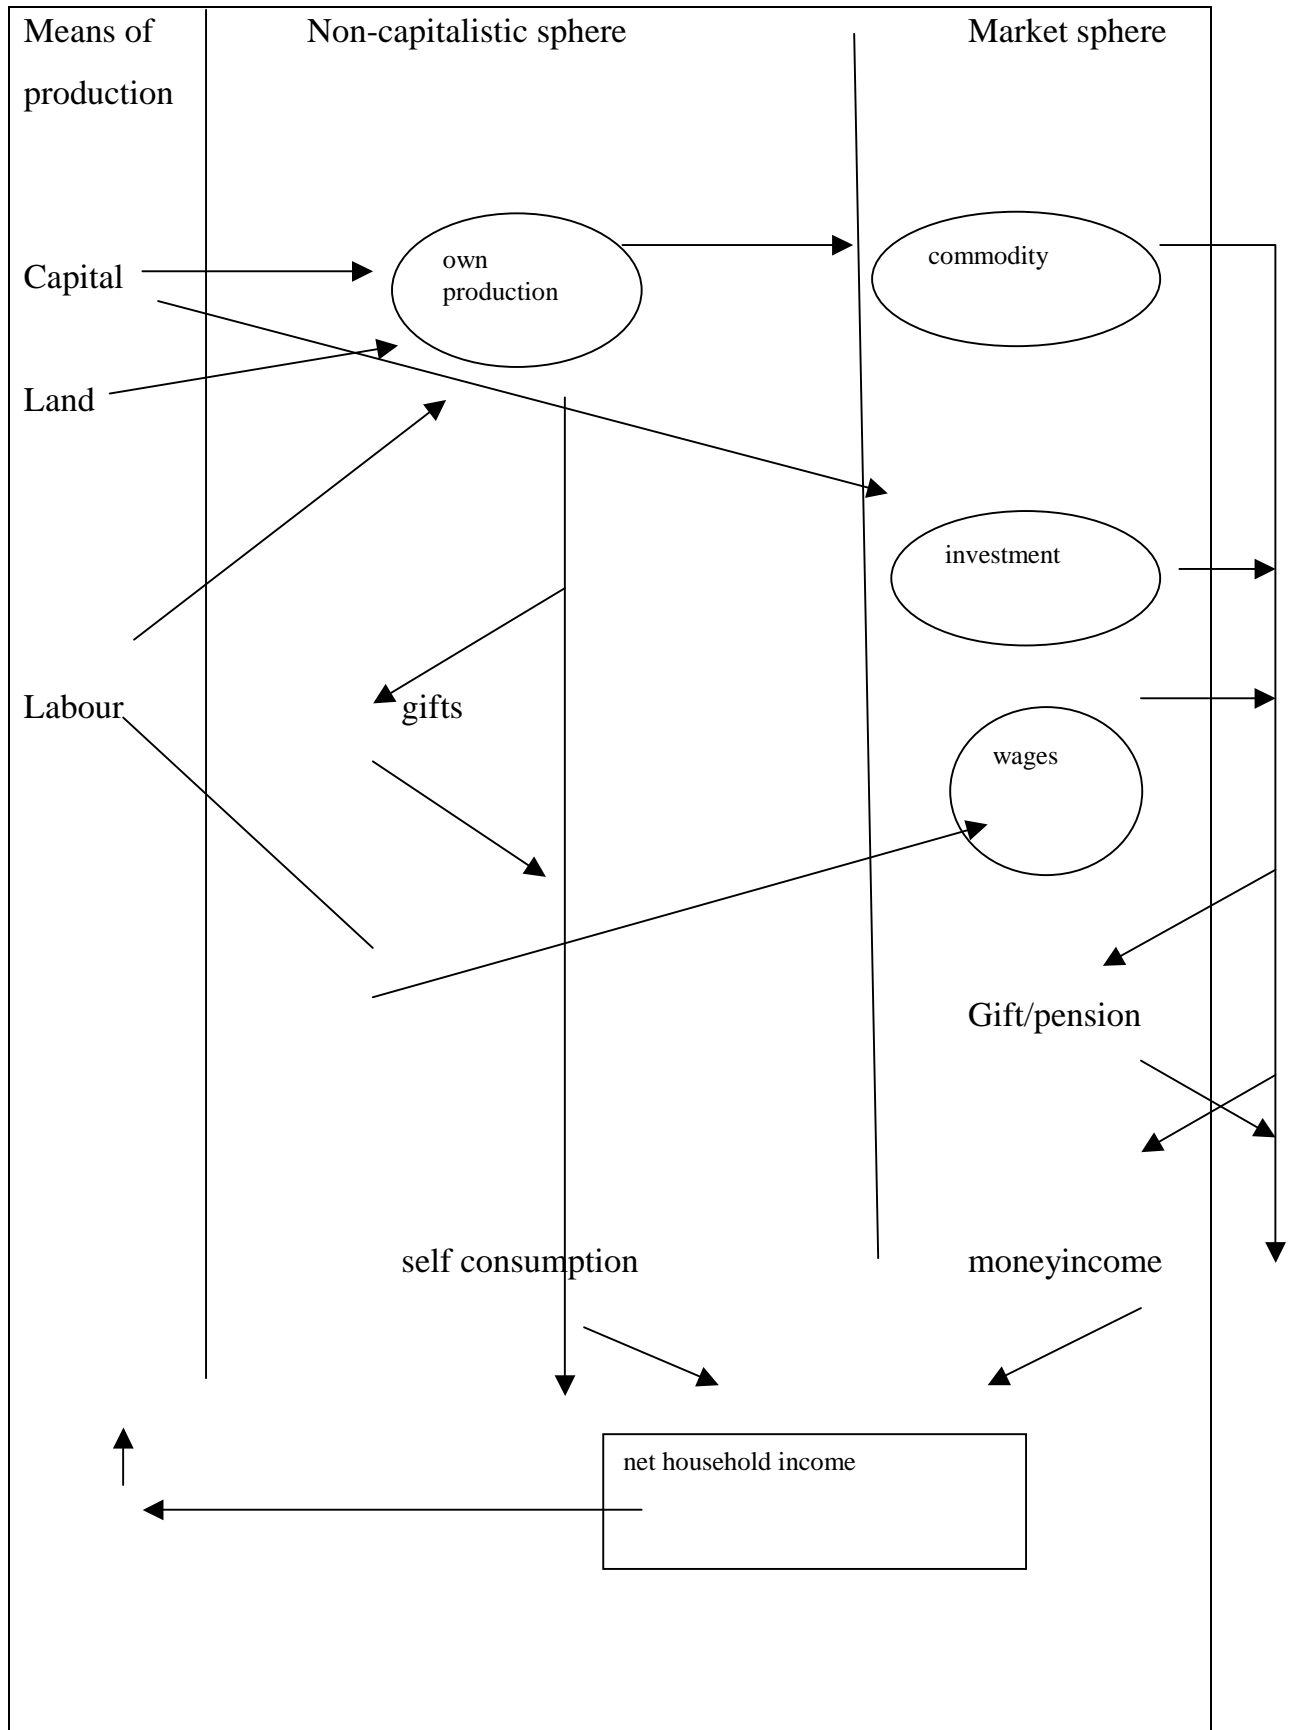 Means of
production
Non-capitalistic sphere
Market sphere
Capital
own
production
commodity
Land
investment
Labour
gifts
wages
Gift/pension
self consumption
moneyincome
net household income